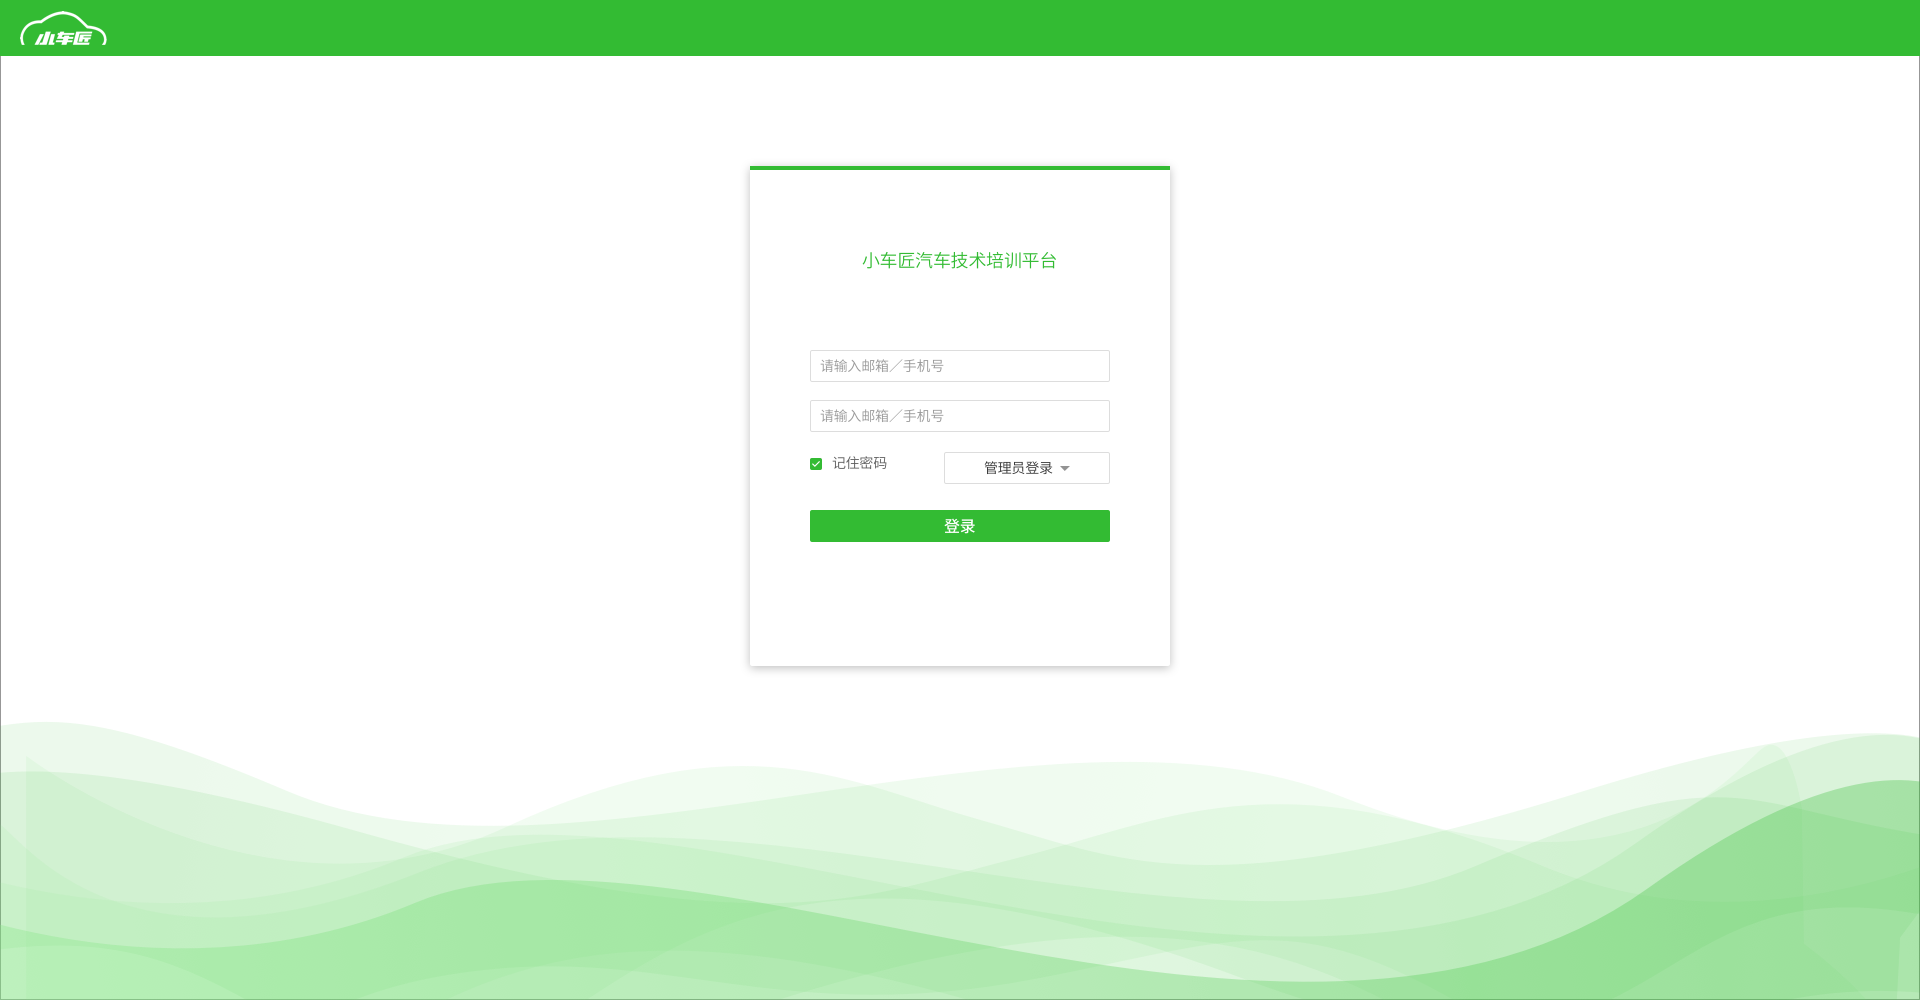 小车匠
小车匠汽车技术培训平台
请输入邮箱／手机号
请输入邮箱／手机号
记住密码
管理员登录
登录